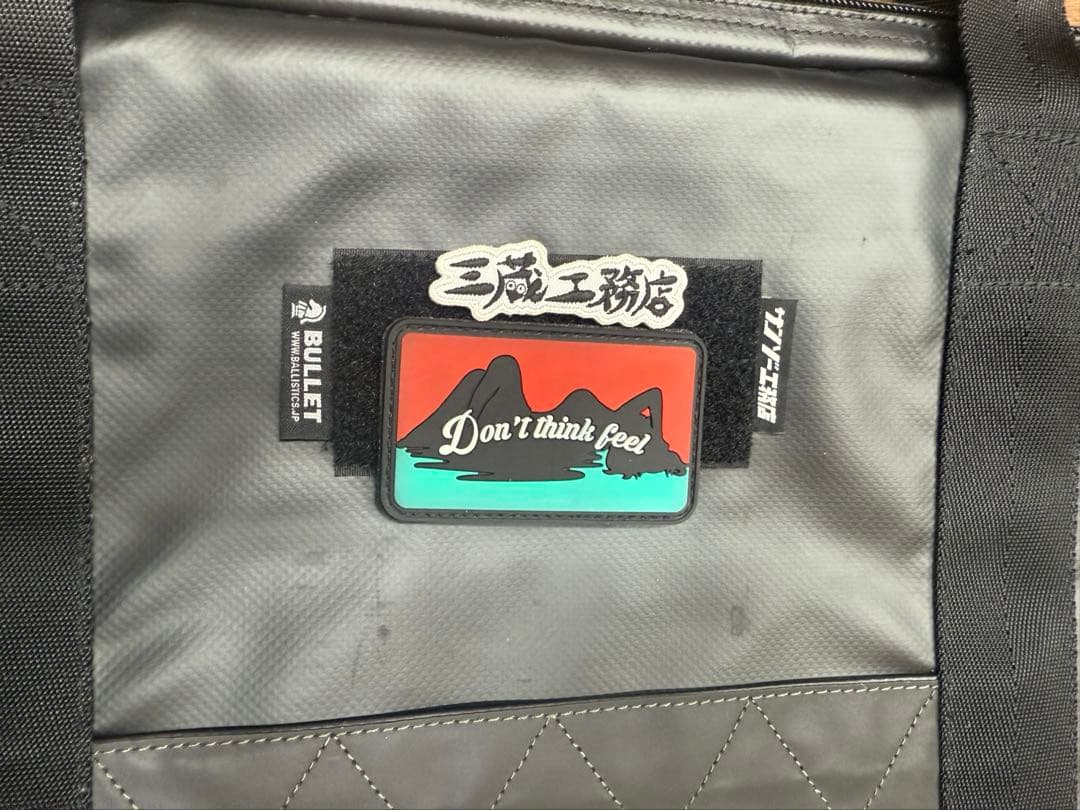 三蔵工務店
Don't think feel
BULLET
WWW.BALLISTICS.JP